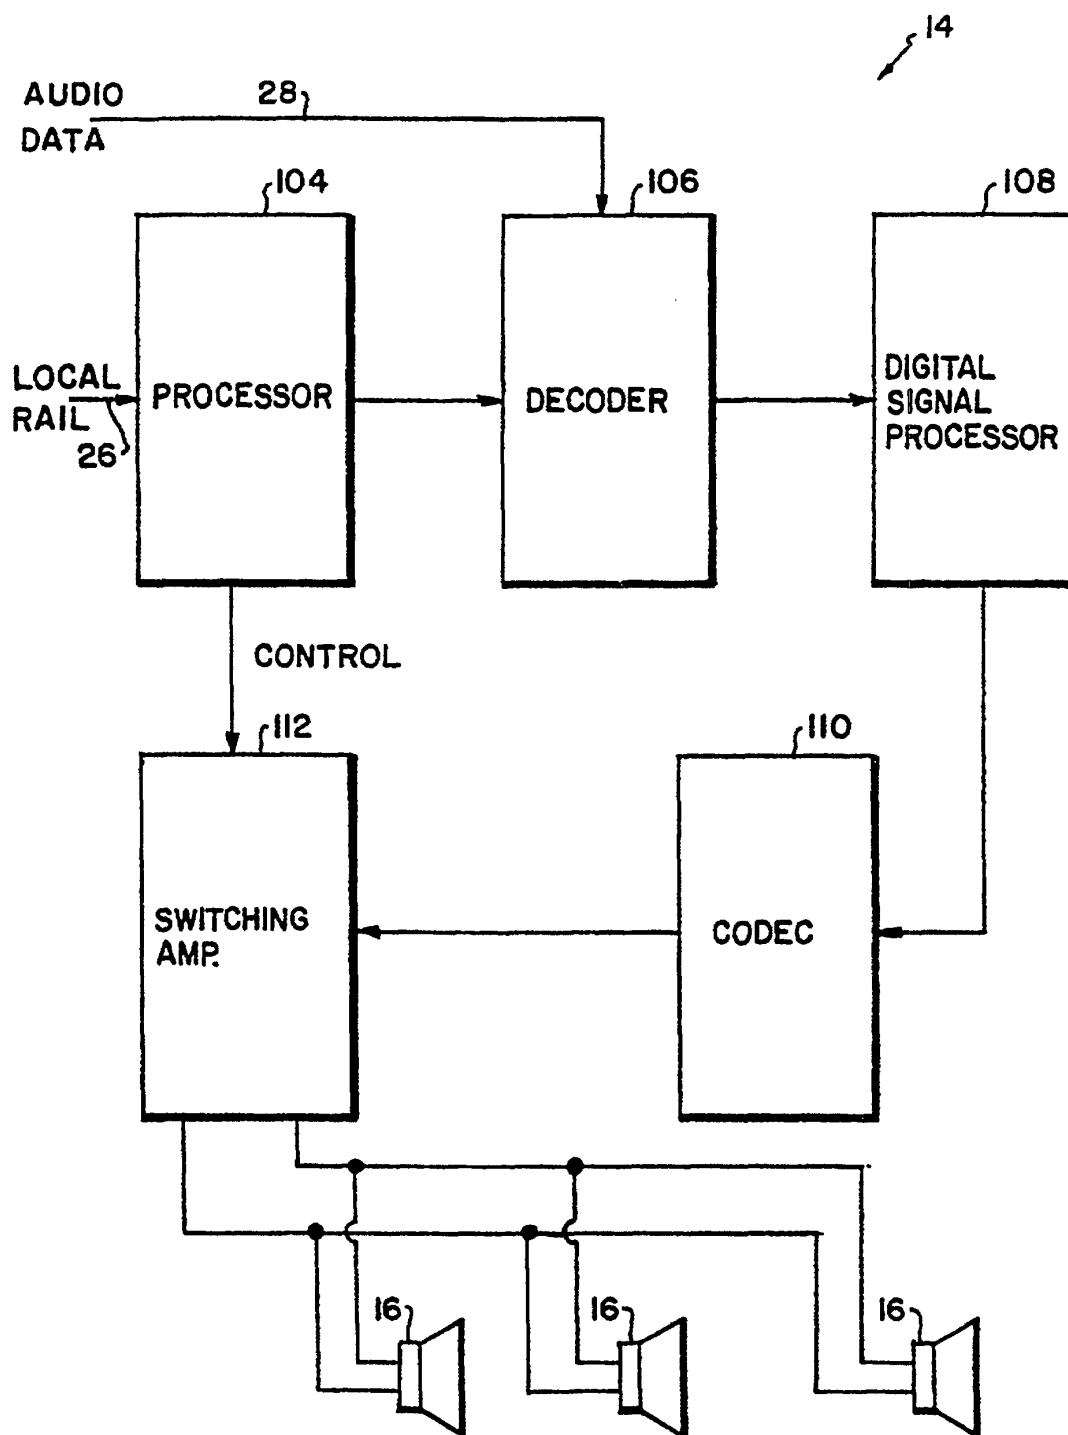 14
AUDIO
DATA
28
104
106
108
LOCAL
RAIL
26
PROCESSOR
DECODER
DIGITAL
SIGNAL
PROCESSOR
CONTROL
112
110
SWITCHING
AMP.
CODEC
16
16
16